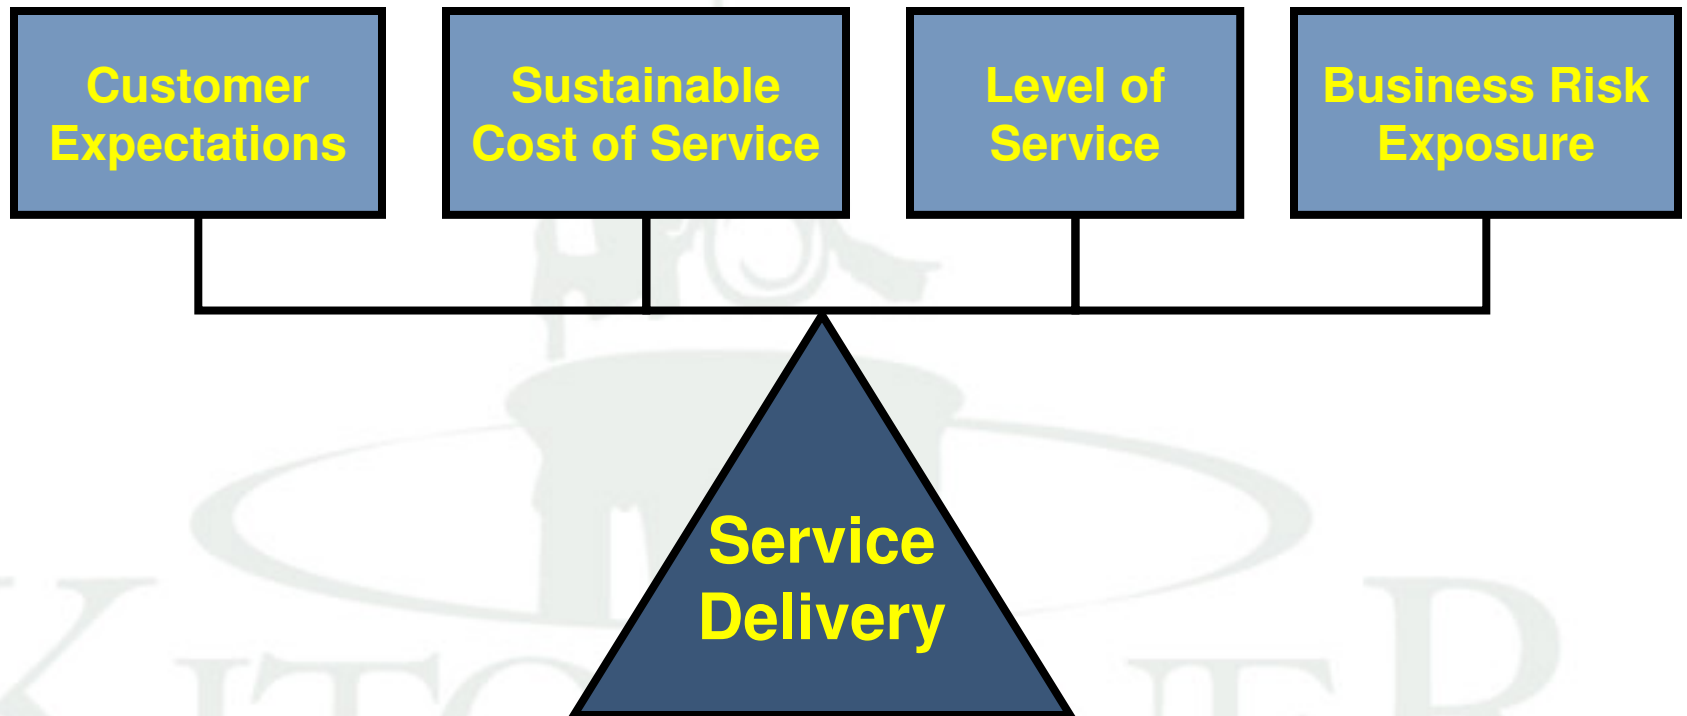 Customer
Expectations
Sustainable
Cost of Service
Level of
Service
Business Risk
Exposure
Service
Delivery